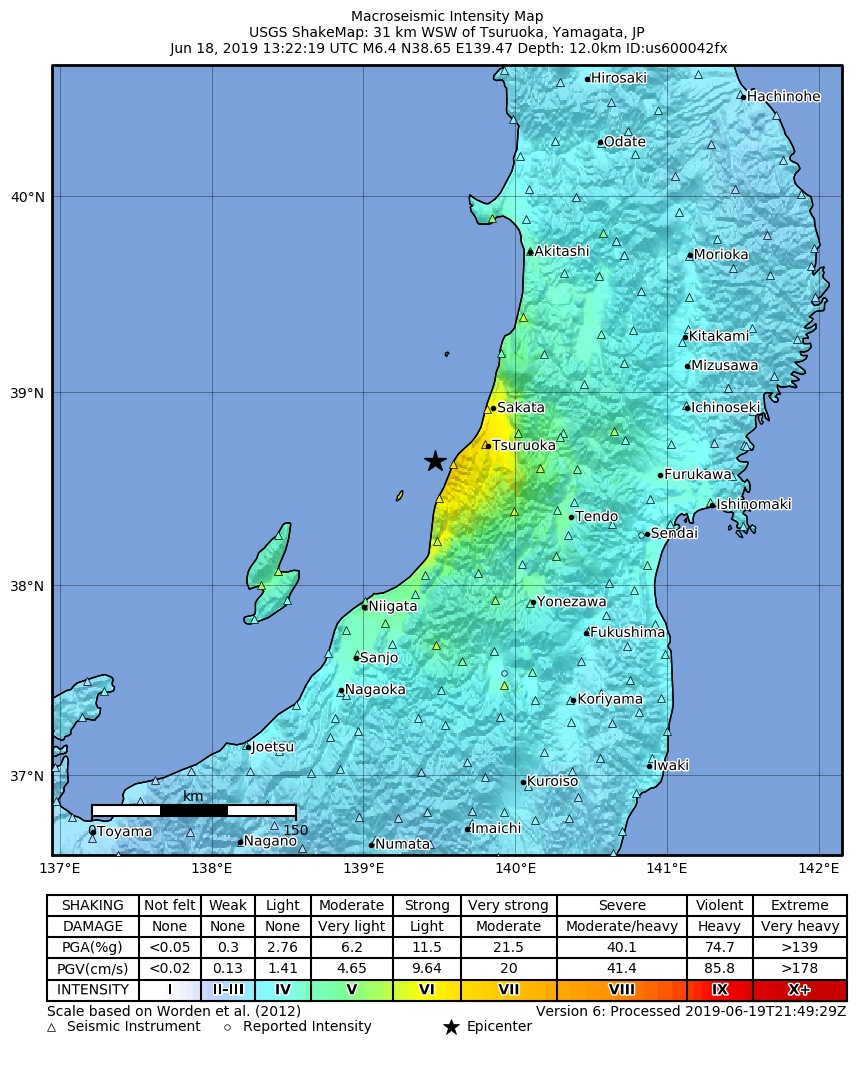 Macroseismic Intensity Map
USGS ShakeMap: 31 km WSW of Tsuruoka, Yamagata, JP
Jun 18, 2019 13:22:19 UTC M6.4 N38.65 E139.47 Depth: 12.0km ID:us600042fx
Hirosaki
Hachinohe
Odate
40°N
Akitashi
Morioka
Kitakami
Mizusawa
39°N
Sakata
Ichinoseki
Tsuruoka
Furukawa
Ishinomaki
Tendo
Sendai
38°N
Niigata
Yonezawa
Fukushima
Sanjo
Nagaoka
Koriyama
Joetsu
Iwaki
37°N
Kuroiso
km
0 150
Toyama
Imaichi
Nagano
Numata
137°E 138°E 139°E 140°E 141°E 142°E
SHAKING Not felt Weak Light Moderate Strong Very strong Severe Violent Extreme
DAMAGE None None None Very light Light Moderate Moderate/heavy Heavy Very heavy
PGA(%g) <0.05 0.3 2.76 6.2 11.5 21.5 40.1 74.7 >139
PGV(cm/s) <0.02 0.13 1.41 4.65 9.64 20 41.4 85.8 >178
INTENSITY I II-III IV V VI VII VIII IX X+
Scale based on Worden et al. (2012) Version 6: Processed 2019-06-19T21:49:29Z
Seismic Instrument Reported Intensity Epicenter